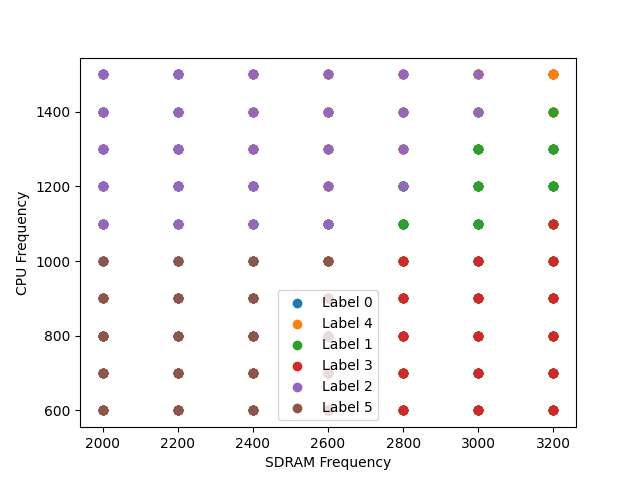 1400
1200
1000
800
600
CPU Frequency
Label 0
Label 4
Label 1
Label 3
Label 2
Label 5
2000 2200 2400 2600 2800 3000 3200
SDRAM Frequency